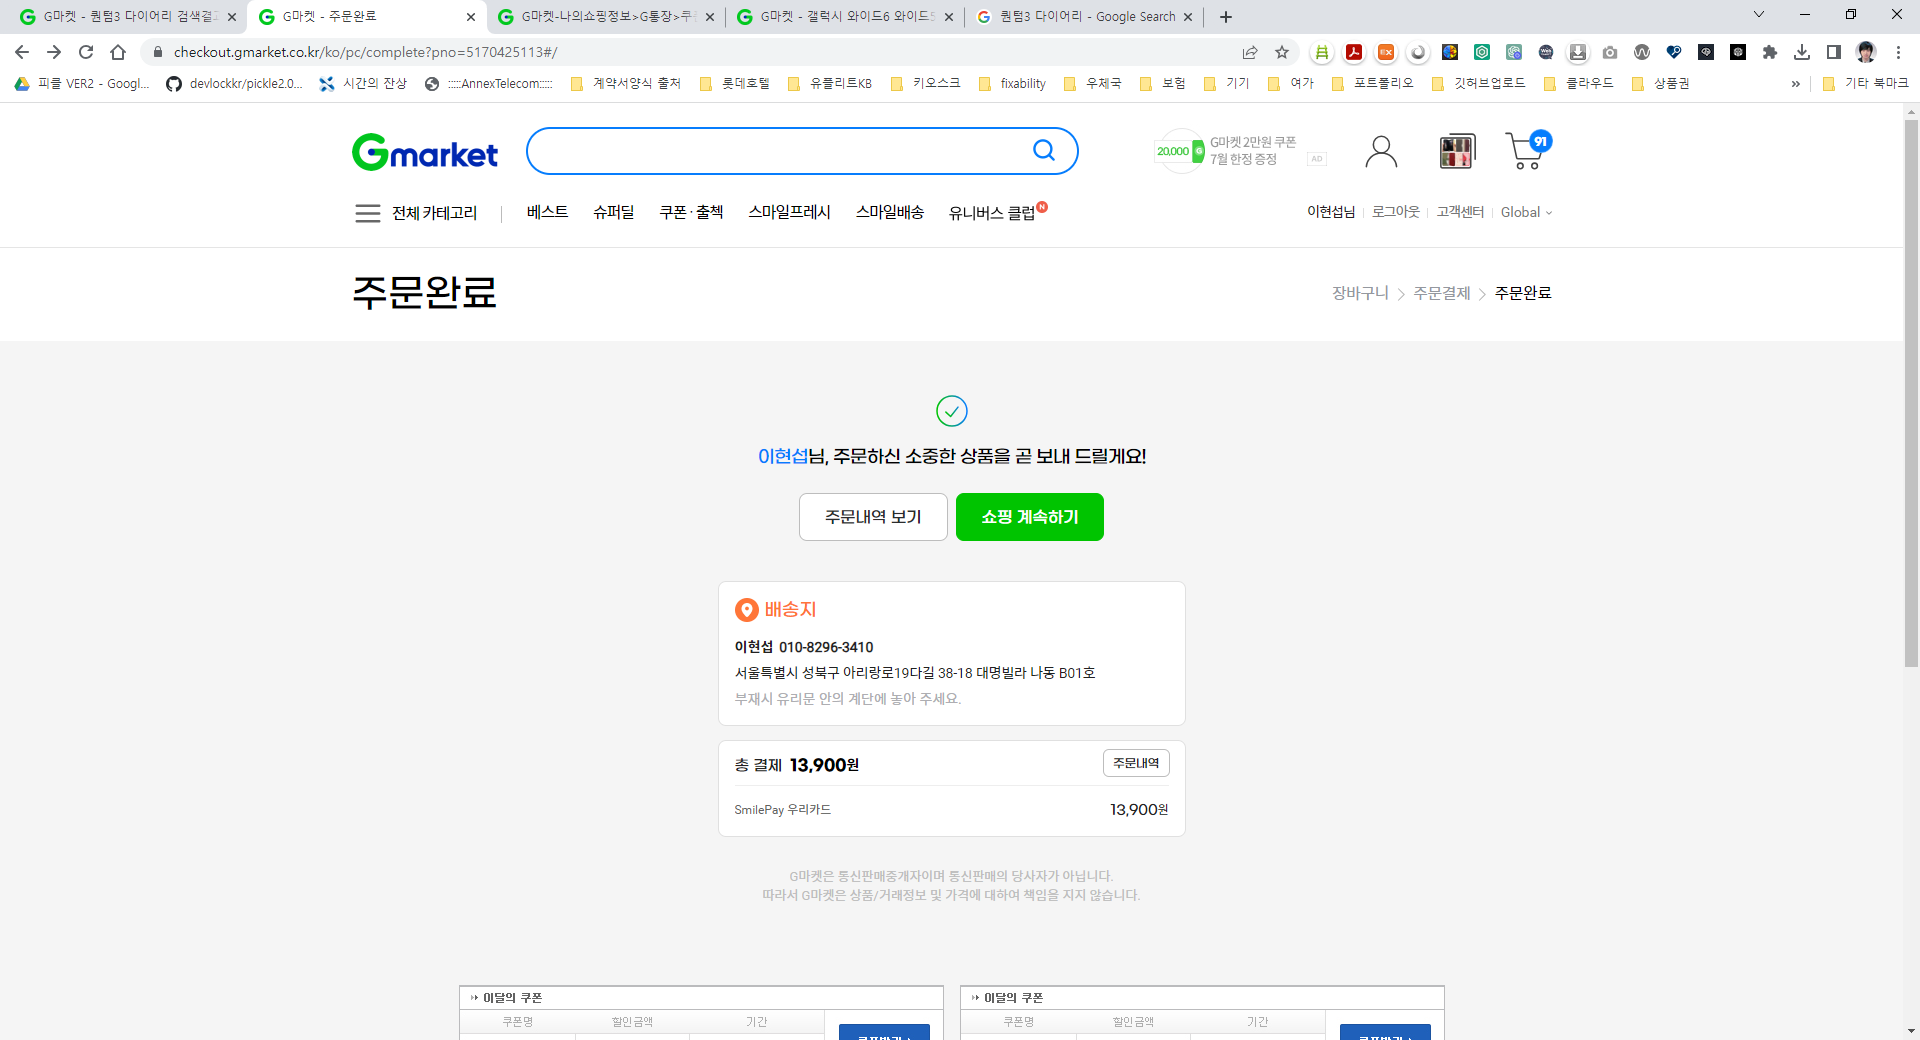 G마켓 - 퀀텀3 다이어리 검색결
G마켓 - 주문완료
G마켓-나의쇼핑정보>G통장>쿠
G마켓 - 갤럭시 와이드6 와이드5
퀀텀3 다이어리 - Google Search
checkout.gmarket.co.kr/ko/pc/complete?pno=5170425113#/
피클 VER2 - Googl...
devlockkr/pickle2.0...
시간의 잔상
:::::AnnexTelecom:::::
계약서양식 출처
롯데호텔
유플리트KB
키오스크
fixability
우체국
보험
기기
여가
포트폴리오
깃허브업로드
클라우드
상품권
»
기타 북마크
Gmarket
20,000 G
G마켓 2만원 쿠폰
7월 한정 증정
AD
91
전체 카테고리
베스트
슈퍼딜
쿠폰·출첵
스마일프레시
스마일배송
유니버스 클럽 N
이현섭님
로그아웃
고객센터
Global
주문완료
장바구니 > 주문결제 > 주문완료
이현섭님, 주문하신 소중한 상품을 곧 보내 드릴게요!
주문내역 보기
쇼핑 계속하기
배송지
이현섭 010-8296-3410
서울특별시 성북구 아리랑로19다길 38-18 대명빌라 나동 B01호
부재시 유리문 안의 계단에 놓아 주세요.
총 결제 13,900원
주문내역
SmilePay 우리카드
13,900원
G마켓은 통신판매중개자이며 통신판매의 당사자가 아닙니다.
따라서 G마켓은 상품/거래정보 및 가격에 대하여 책임을 지지 않습니다.
이달의 쿠폰
쿠폰명 할인금액 기간
이달의 쿠폰
쿠폰명 할인금액 기간